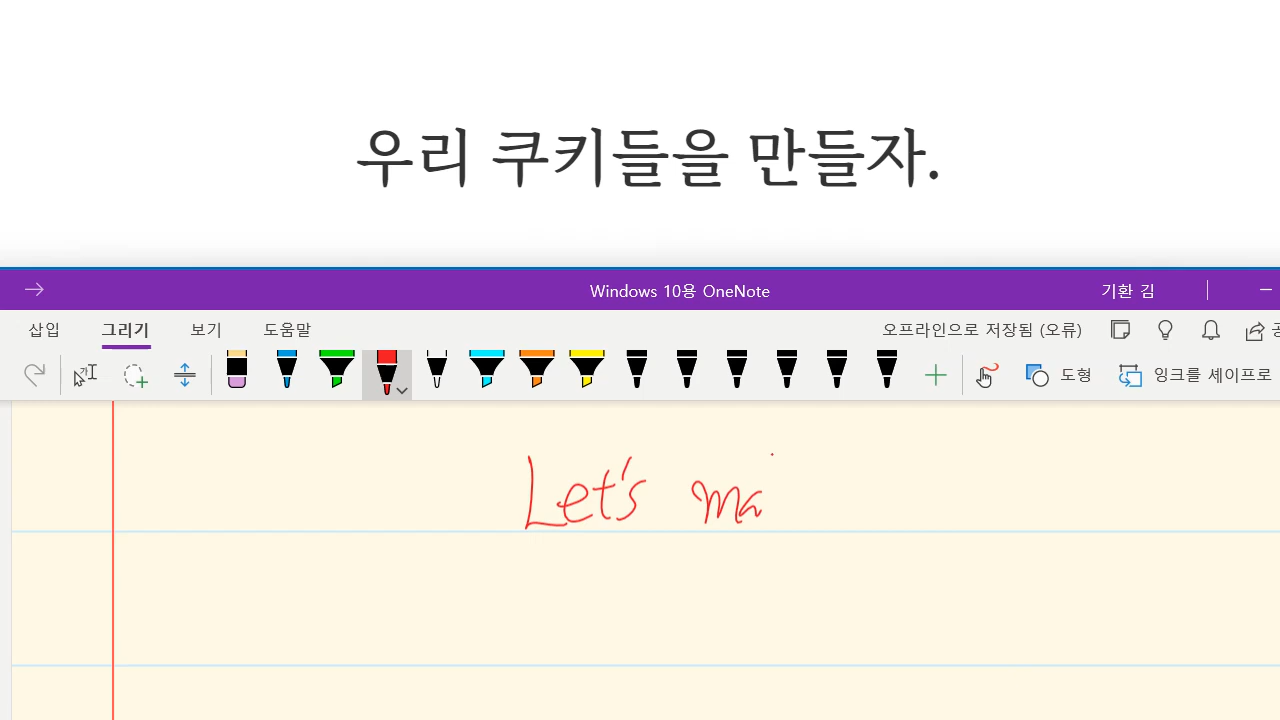 우리 쿠키들을 만들자.
Windows 10용 OneNote 기환 김
삽입 그리기 보기 도움말 오프라인으로 저장됨 (오류)
도형 잉크를 셰이프로
Let's ma